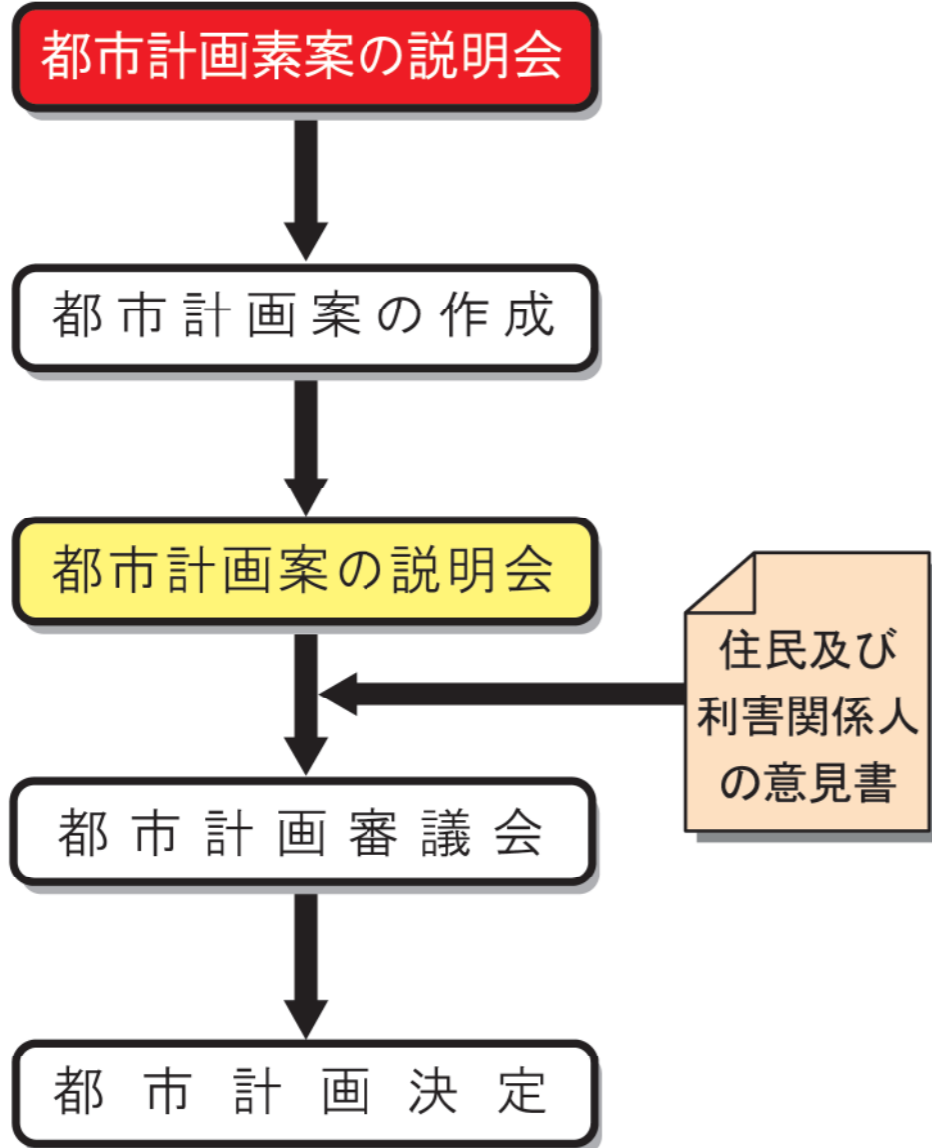 都市計画素案の説明会
都市計画案の作成
都市計画案の説明会
住民及び
利害関係人
の意見書
都市計画審議会
都市計画決定